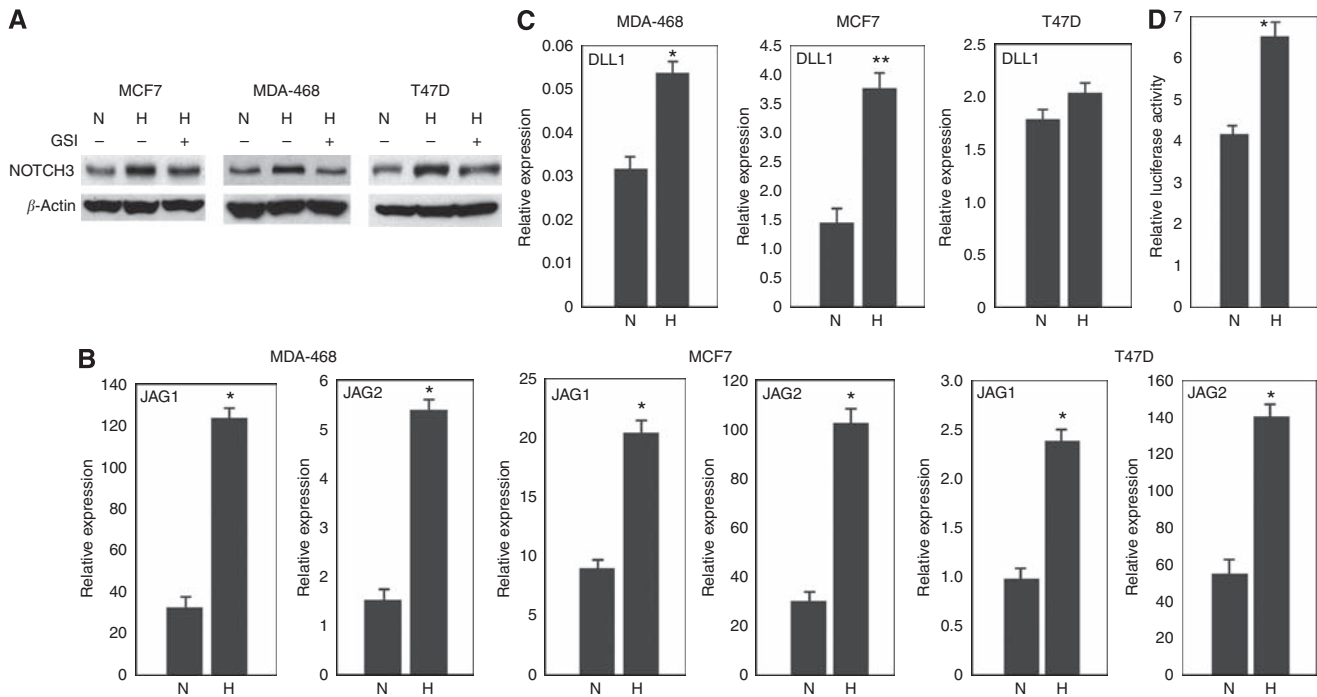 A
MCF7 MDA-468 T47D
N H H N H H N H H
GSI – – + – – + – – +
NOTCH3
β-Actin
C
MDA-468 MCF7 T47D
DLL1
Relative expression
0.06
0.05
0.04
0.03
0.02
0.01
0
*
N H
DLL1
Relative expression
4.5
4.0
3.5
3.0
2.5
2.0
1.5
1.0
0.5
0
**
N H
DLL1
Relative expression
2.5
2.0
1.5
1.0
0.5
0
N H
D
Relative luciferase activity
7
6
5
4
3
2
1
0
*
N H
B
MDA-468 MCF7 T47D
JAG1
Relative expression
140
120
100
80
60
40
20
0
*
N H
JAG2
Relative expression
6
5
4
3
2
1
0
*
N H
JAG1
Relative expression
25
20
15
10
5
0
*
N H
JAG2
Relative expression
120
100
80
60
40
20
0
*
N H
JAG1
Relative expression
3.0
2.5
2.0
1.5
1.0
0.5
0
*
N H
JAG2
Relative expression
160
140
120
100
80
60
40
20
0
*
N H